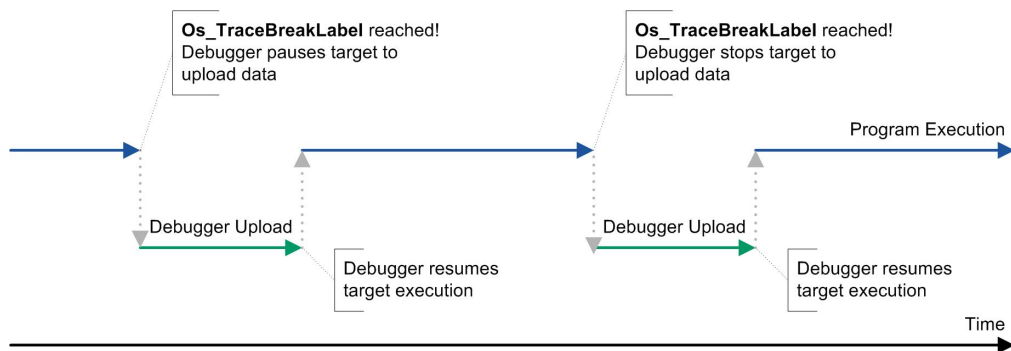 Os_TraceBreakLabel reached!
Debugger pauses target to
upload data
Os_TraceBreakLabel reached!
Debugger stops target to
upload data
Program Execution
Debugger Upload
Debugger Upload
Debugger resumes
target execution
Debugger resumes
target execution
Time